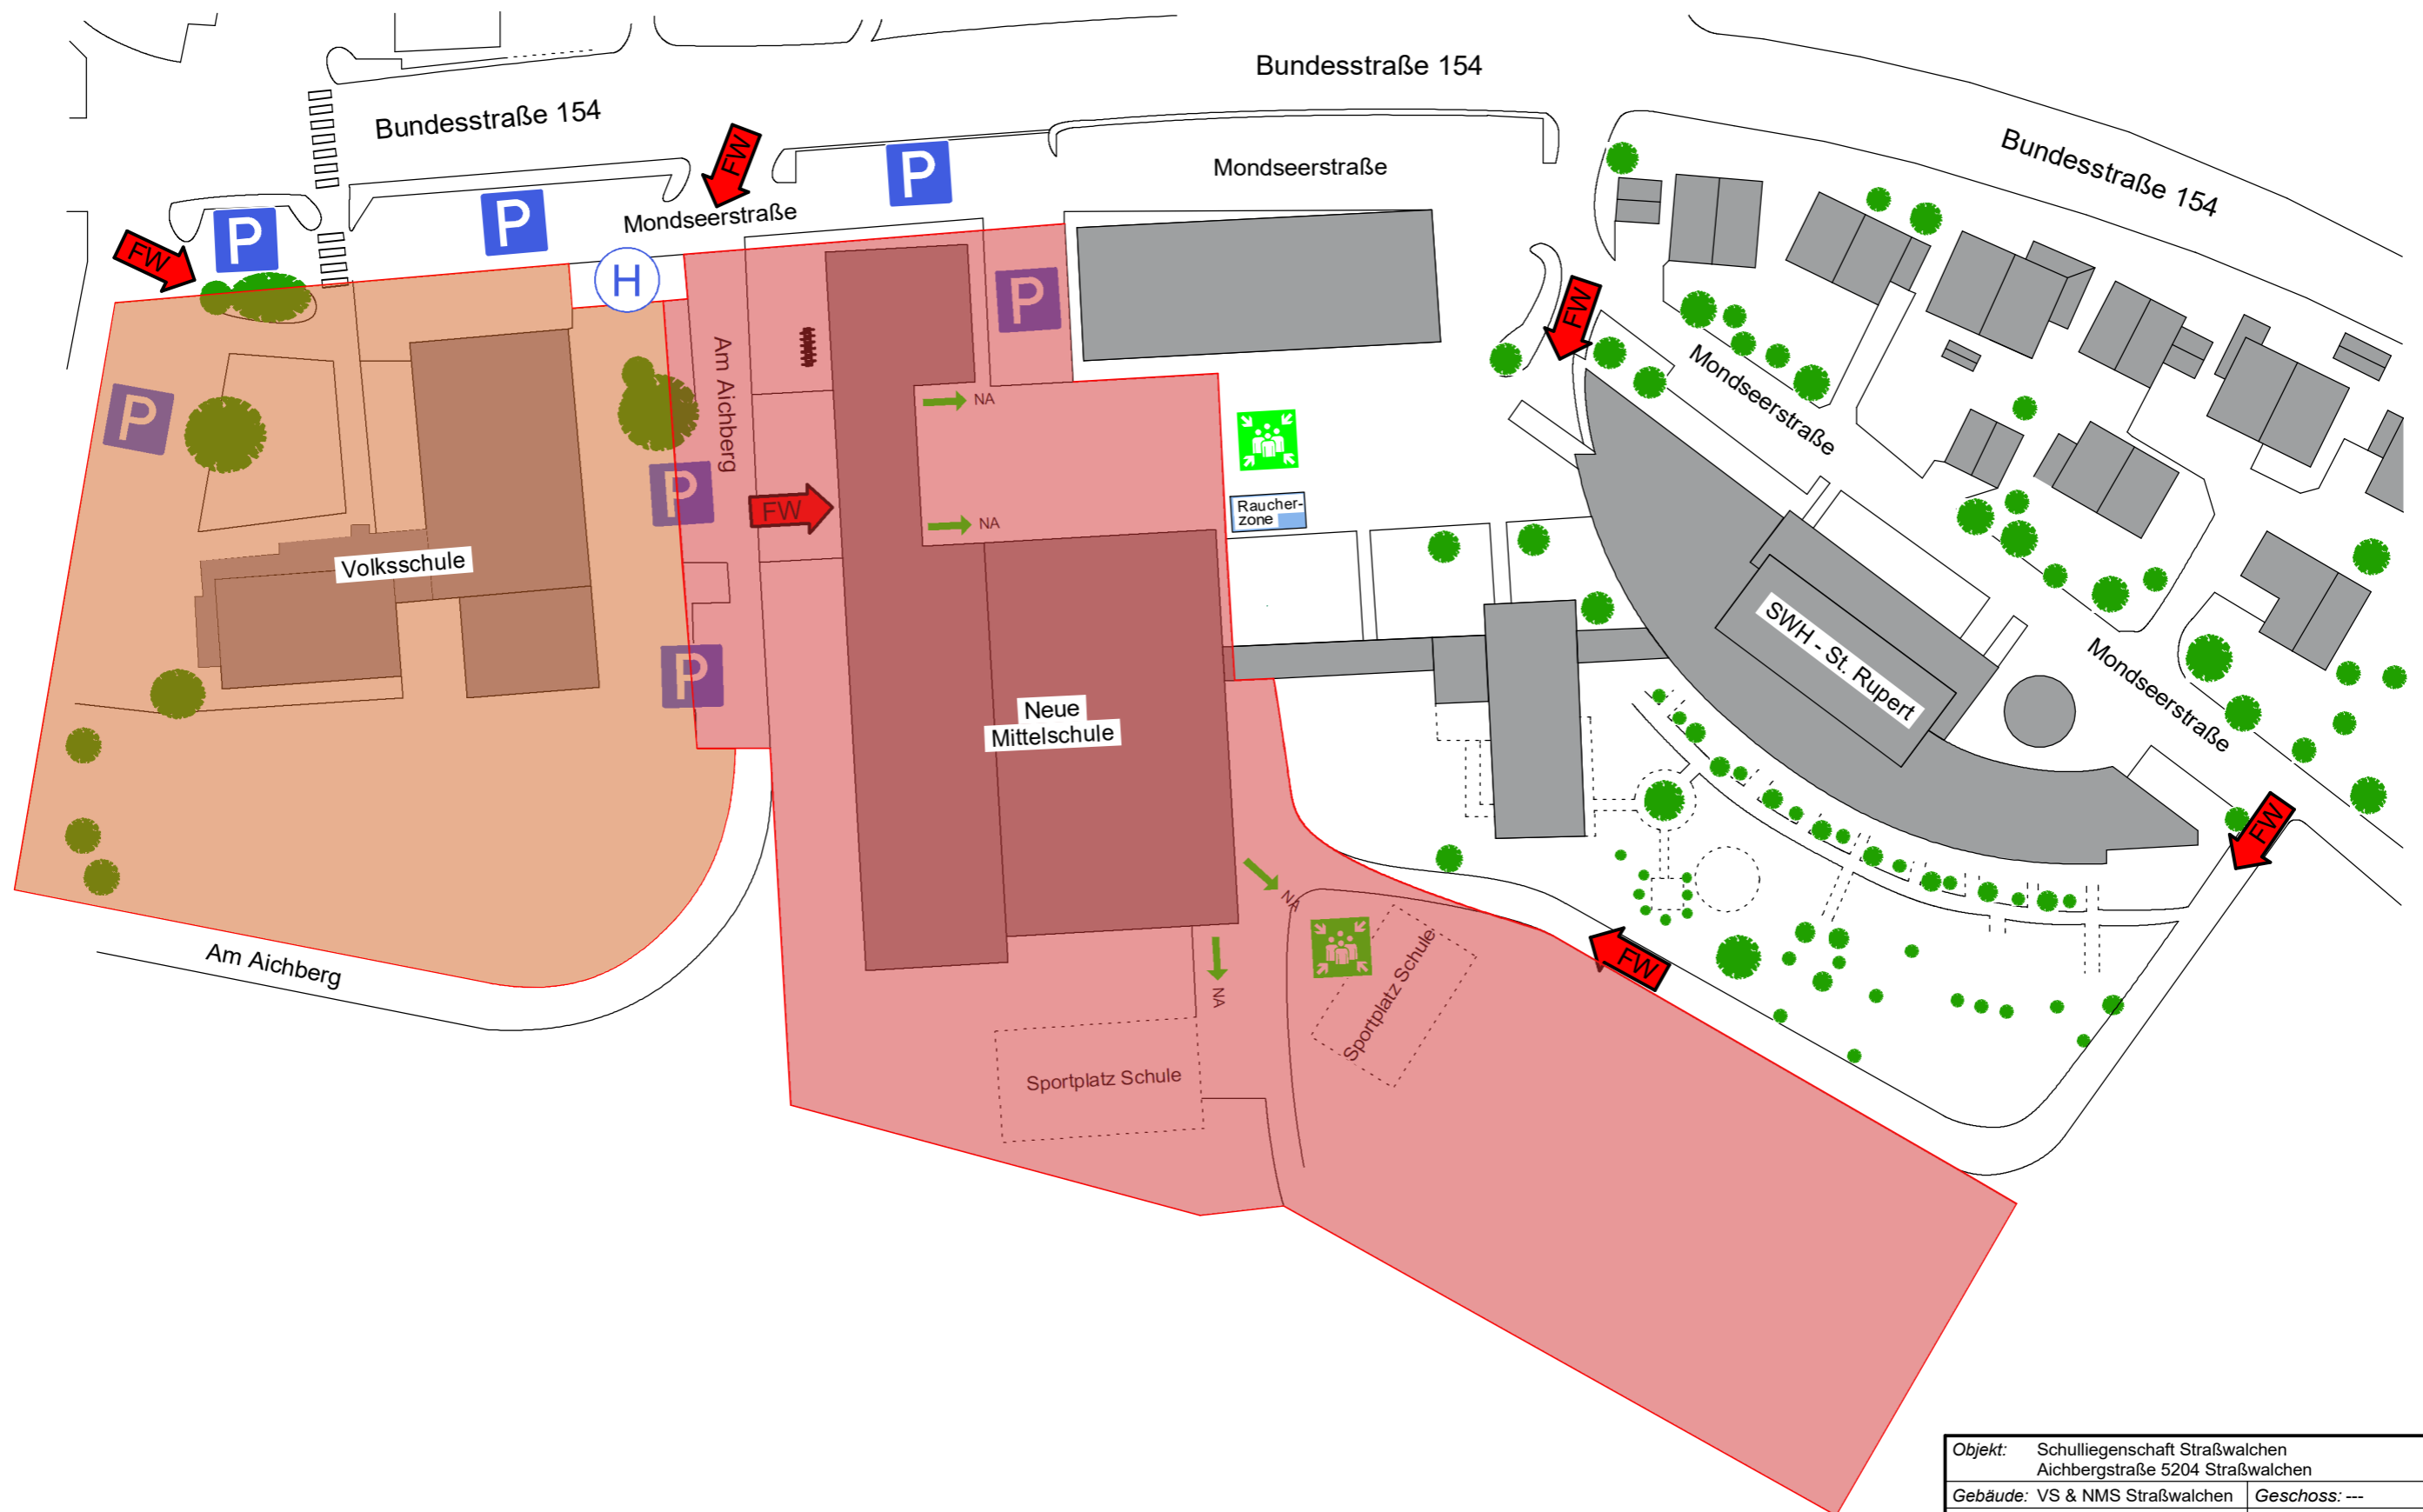 Bundesstraße 154
Bundesstraße 154
Bundesstraße 154
FW
P
P
P
Mondseerstraße
Mondseerstraße
FW
P
H
P
FW
Mondseerstraße
Am Aichberg
NA
P
P
FW
NA
Raucher-
zone
Volksschule
SWH - St. Rupert
Mondseerstraße
P
Neue
Mittelschule
FW
NA
NA
Sportplatz Schule
FW
Am Aichberg
Sportplatz Schule
Objekt: Schulliegenschaft Straßwalchen
Aichbergstraße 5204 Straßwalchen
Gebäude: VS & NMS Straßwalchen Geschoss: ---